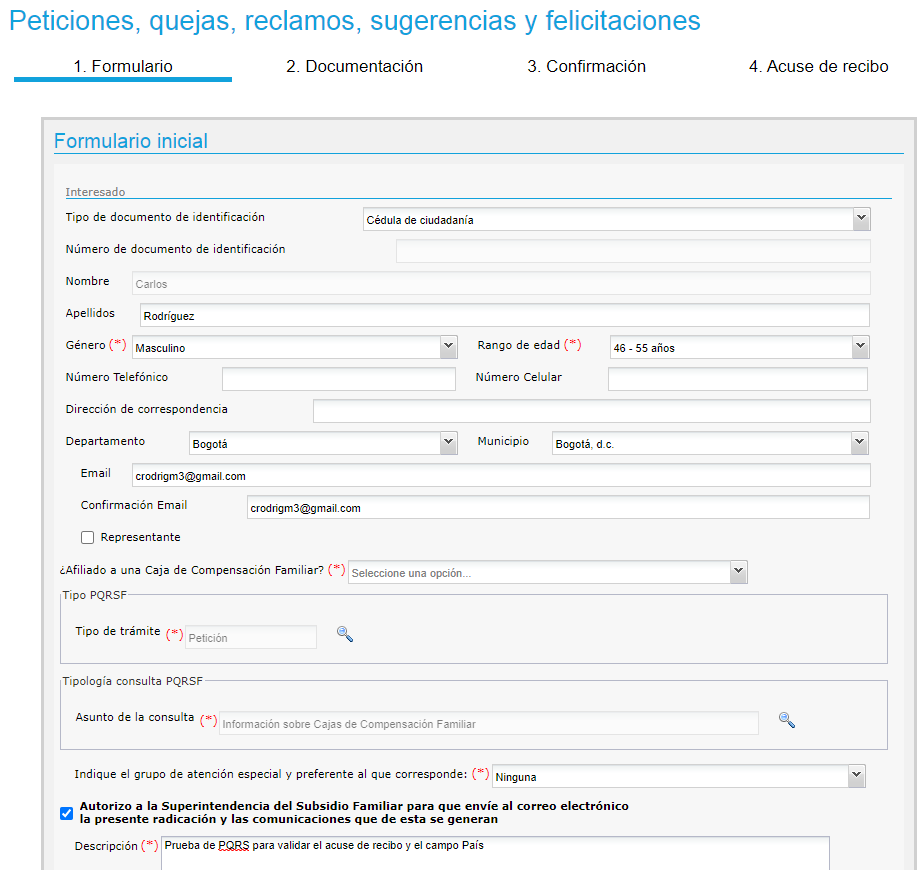 Peticiones, quejas, reclamos, sugerencias y felicitaciones
1. Formulario 2. Documentación 3. Confirmación 4. Acuse de recibo
Formulario inicial
Interesado
Tipo de documento de identificación Cédula de ciudadanía
Número de documento de identificación
Nombre Carlos
Apellidos Rodríguez
Género (*) Masculino Rango de edad (*) 46 - 55 años
Número Telefónico Número Celular
Dirección de correspondencia
Departamento Bogotá Municipio Bogotá, d.c.
Email crodrigm3@gmail.com
Confirmación Email crodrigm3@gmail.com
Representante
¿Afiliado a una Caja de Compensación Familiar? (*) Seleccione una opción...
Tipo PQRSF
Tipo de trámite (*) Petición
Tipología consulta PQRSF
Asunto de la consulta (*) Información sobre Cajas de Compensación Familiar
Indique el grupo de atención especial y preferente al que corresponde: (*) Ninguna
Autorizo a la Superintendencia del Subsidio Familiar para que envíe al correo electrónico
la presente radicación y las comunicaciones que de esta se generan
Descripción (*) Prueba de PQRS para validar el acuse de recibo y el campo País